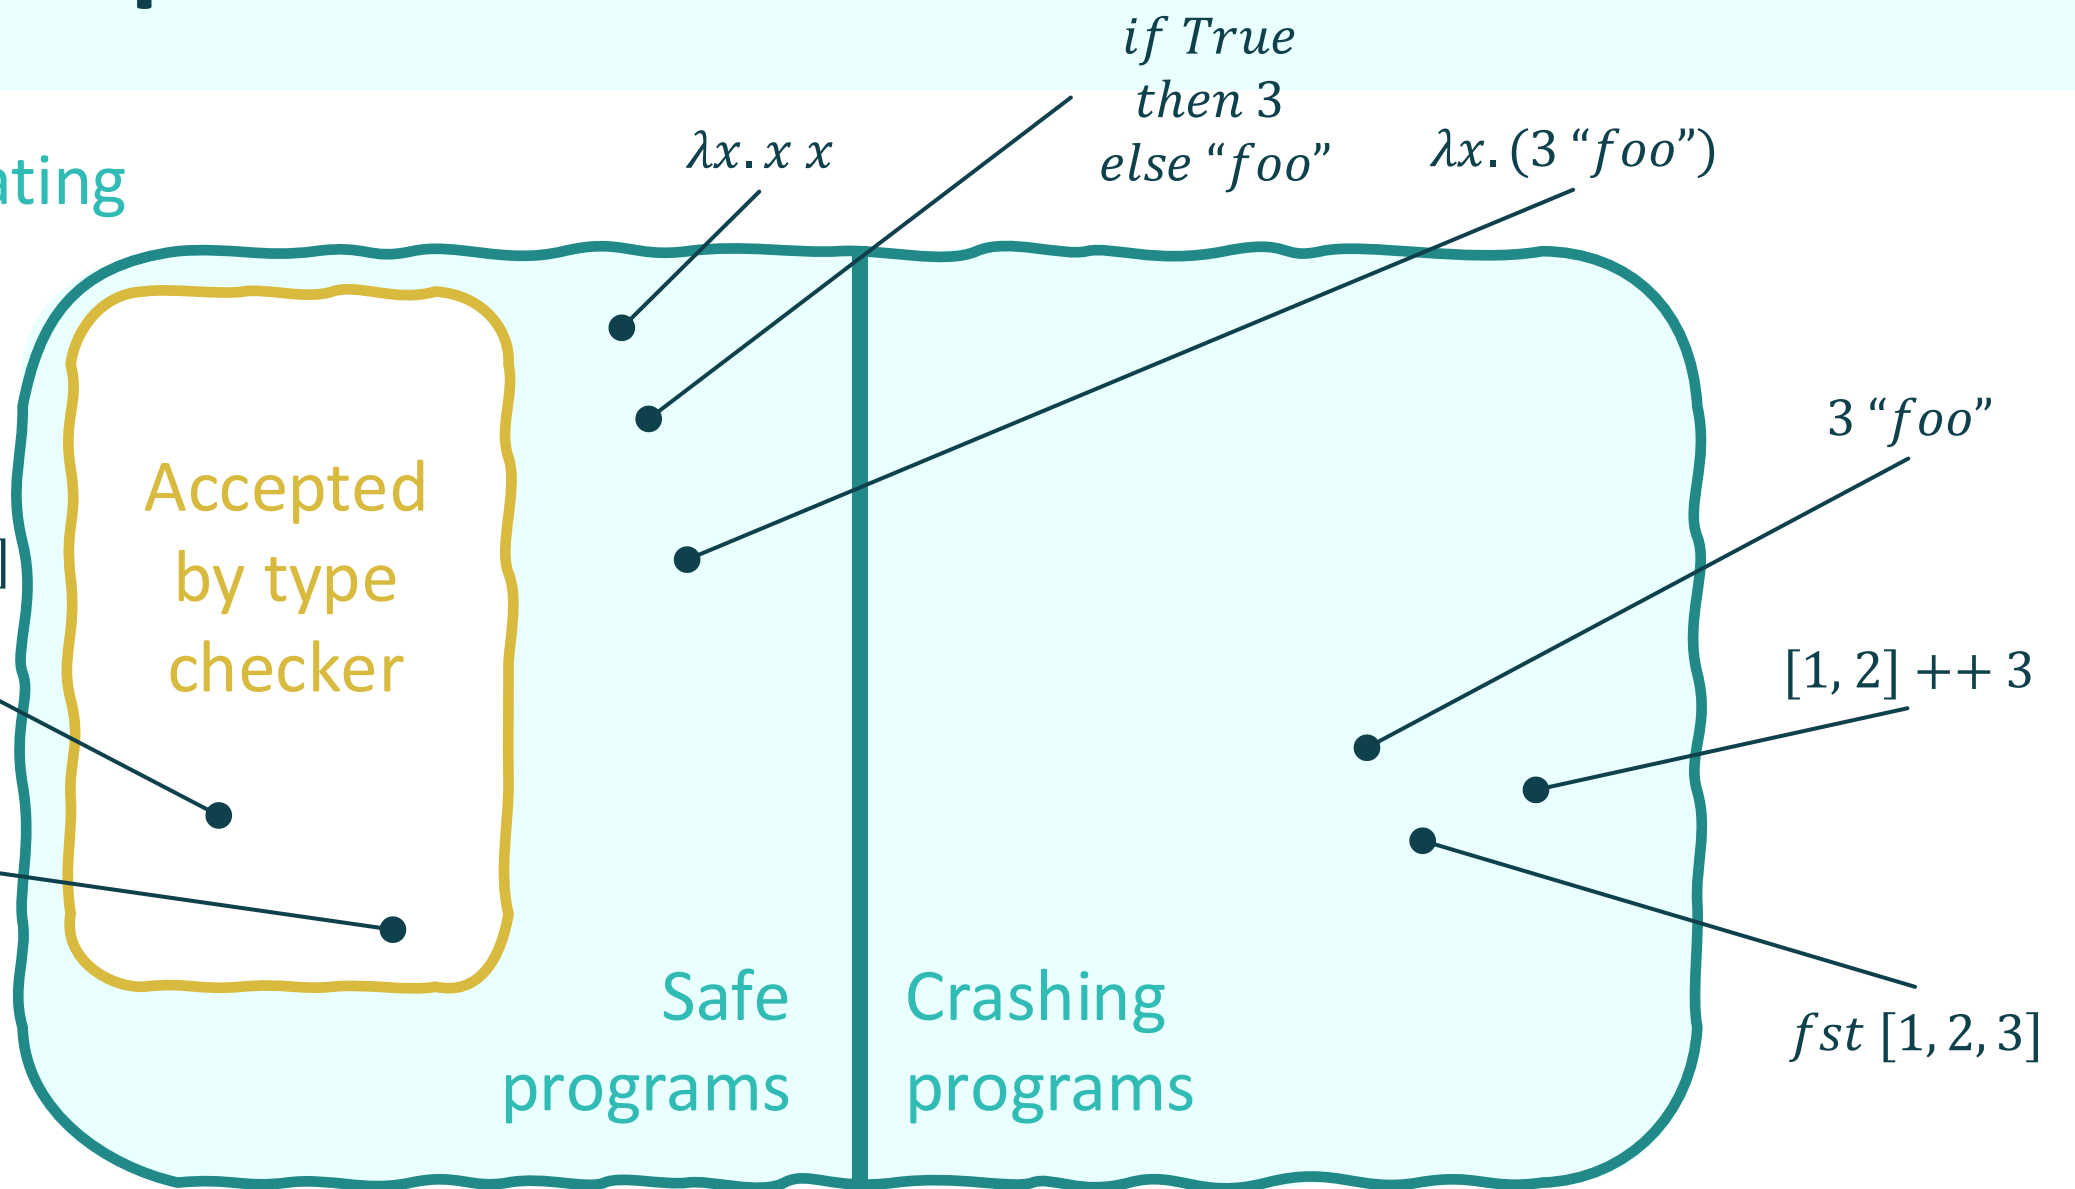 if True
then 3
else “foo”
λx. x x
λx. (3 “foo”)
ating
3 “foo”
Accepted
by type
checker
]
[1, 2] ++ 3
Safe
programs
Crashing
programs
fst [1, 2, 3]